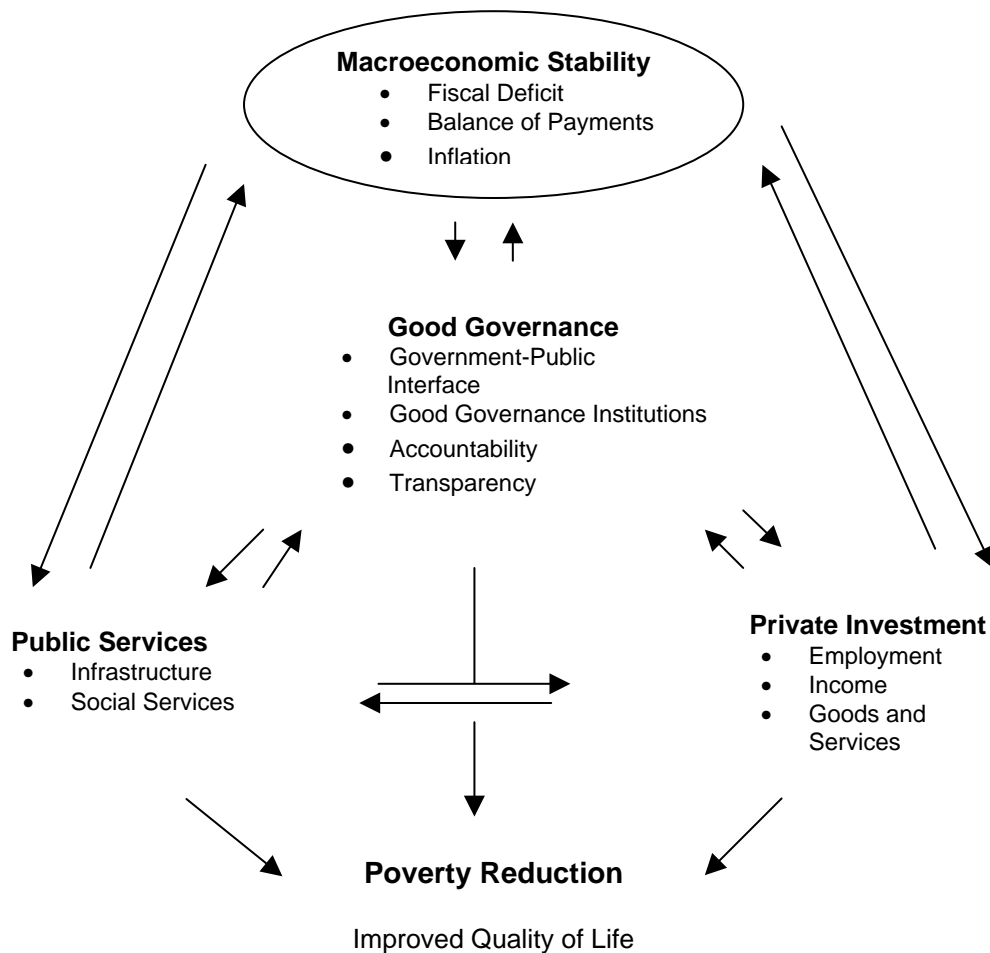 Macroeconomic Stability
• Fiscal Deficit
• Balance of Payments
• Inflation
Good Governance
• Government-Public
Interface
• Good Governance Institutions
• Accountability
• Transparency
Public Services
• Infrastructure
• Social Services
Private Investment
• Employment
• Income
• Goods and
Services
Poverty Reduction
Improved Quality of Life